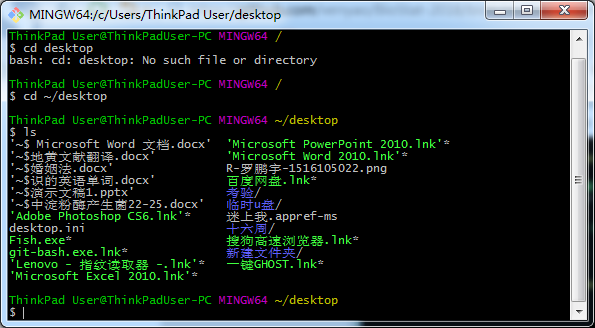 MINGW64:/c/Users/ThinkPad User/desktop
ThinkPad User@ThinkPadUser-PC MINGW64 /
$ cd desktop
bash: cd: desktop: No such file or directory
ThinkPad User@ThinkPadUser-PC MINGW64 /
$ cd ~/desktop
ThinkPad User@ThinkPadUser-PC MINGW64 ~/desktop
$ ls
'~$ Microsoft Word 文档.docx' 'Microsoft PowerPoint 2010.lnk'*
'~$地黄文献翻译.docx' 'Microsoft Word 2010.lnk'*
'~$婚姻法.docx' R-罗鹏宇-1516105022.png
'~$识的英语单词.docx' 百度网盘.lnk*
'~$演示文稿1.pptx' 考验/
'~$中淀粉酶产生菌22-25.docx' 临时u盘/
'Adobe Photoshop CS6.lnk'* 迷上我.appref-ms
desktop.ini 十六周/
Fish.exe* 搜狗高速浏览器.lnk*
git-bash.exe.lnk* 新建文件夹/
'Lenovo - 指纹读取器 -.lnk'* 一键GHOST.lnk*
'Microsoft Excel 2010.lnk'*
ThinkPad User@ThinkPadUser-PC MINGW64 ~/desktop
$